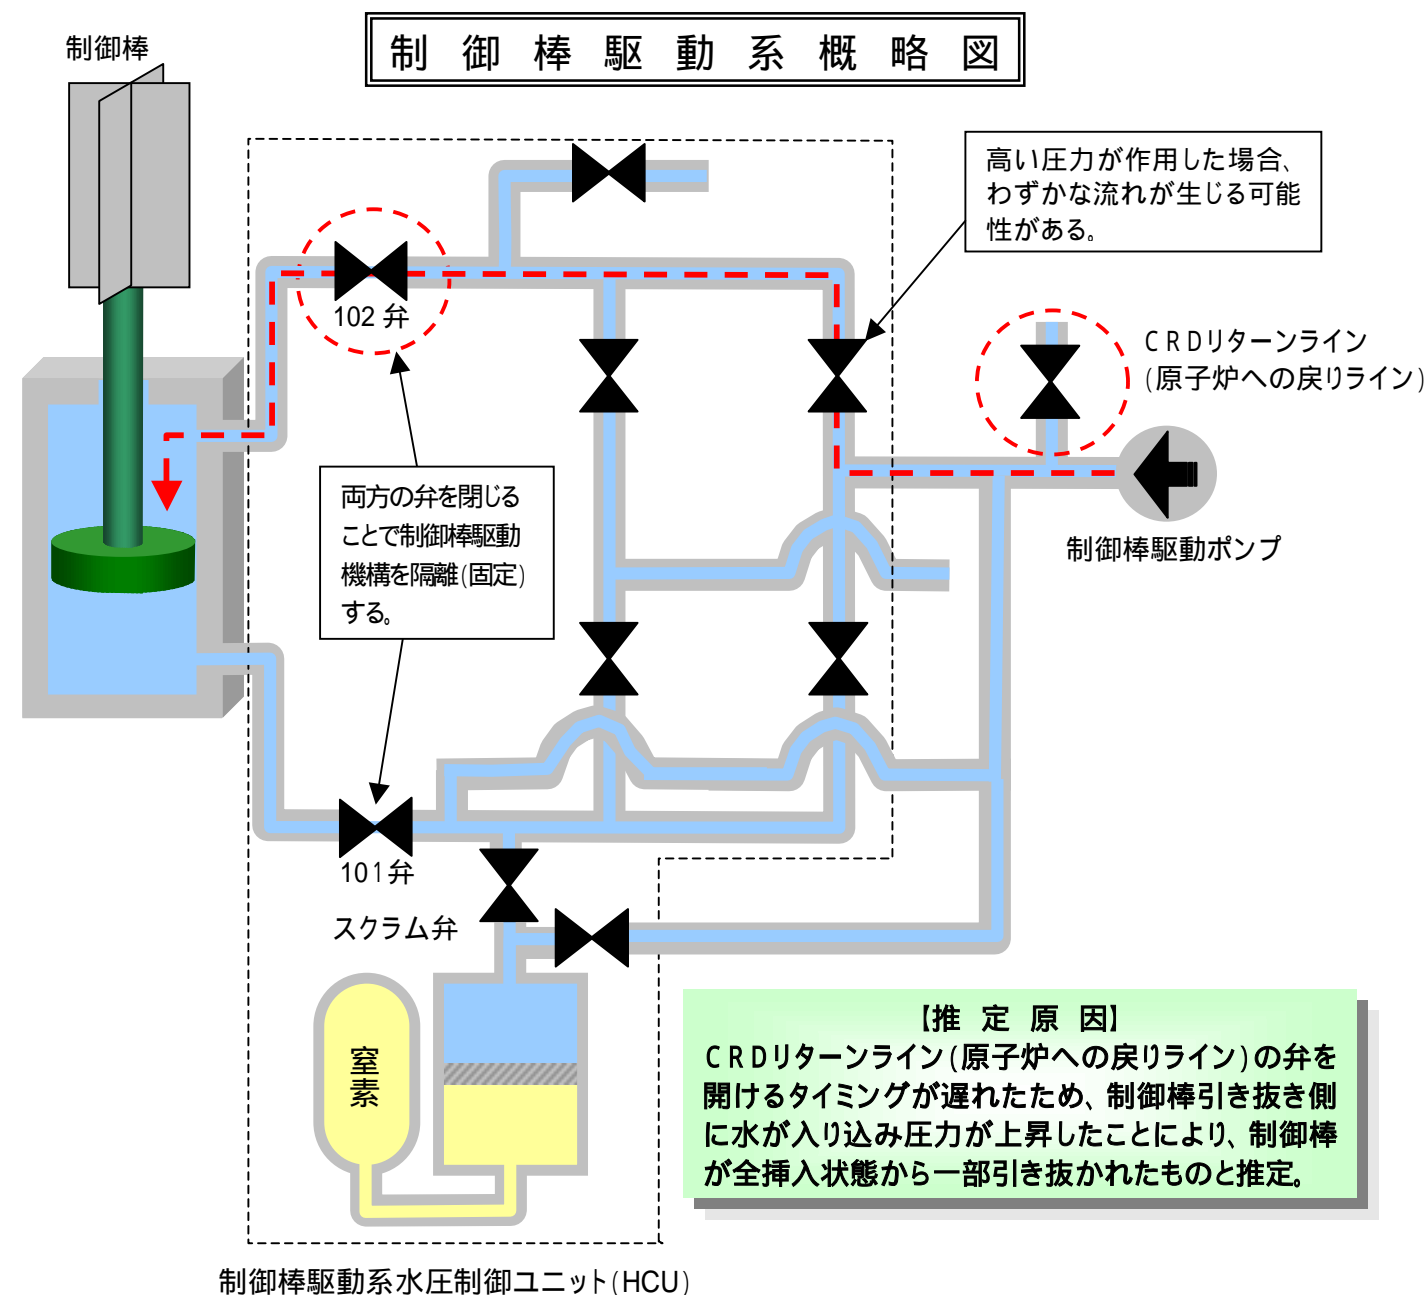 制御棒駆動系概略図
制御棒
高い圧力が作用した場合、
わずかな流れが生じる可能
性がある。
102 弁
CRDリターンライン
(原子炉への戻りライン)
両方の弁を閉じる
ことで制御棒駆動
機構を隔離(固定)
する。
制御棒駆動ポンプ
101弁
スクラム弁
窒素
【推定原因】
CRDリターンライン(原子炉への戻りライン)の弁を
開けるタイミングが遅れたため、制御棒引き抜き側
に水が入り込み圧力が上昇したことにより、制御棒
が全挿入状態から一部引き抜かれたものと推定。
制御棒駆動系水圧制御ユニット(HCU)